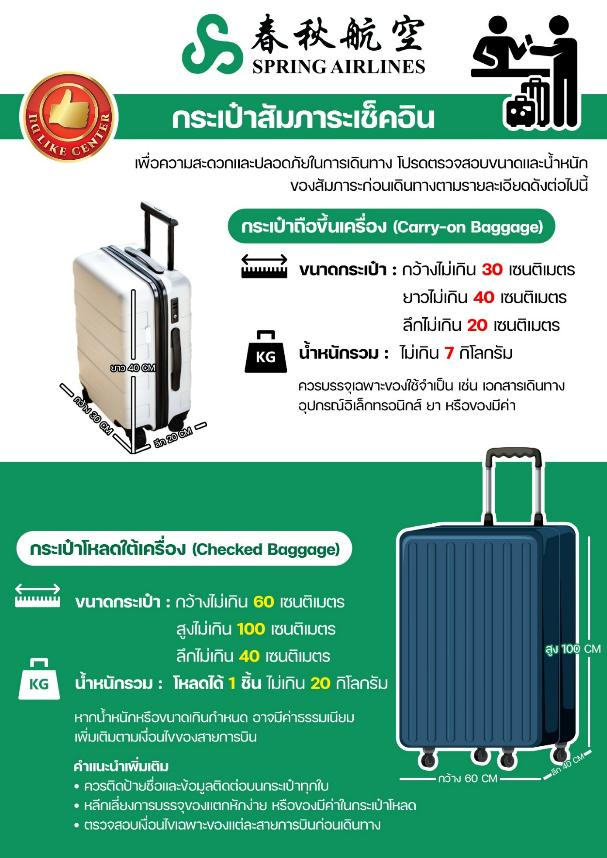 春秋航空
SPRING AIRLINES
กด LIKE CENTER
กระเป๋าสัมภาระเช็คอิน
เพื่อความสะดวกและปลอดภัยในการเดินทาง โปรดตรวจสอบขนาดและน้ำหนัก
ของสัมภาระก่อนเดินทางตามรายละเอียดดังต่อไปนี้
กระเป๋าถือขึ้นเครื่อง (Carry-on Baggage)
ขนาดกระเป๋า : กว้างไม่เกิน 30 เซนติเมตร
ยาวไม่เกิน 40 เซนติเมตร
ลึกไม่เกิน 20 เซนติเมตร
KG
น้ำหนักรวม : ไม่เกิน 7 กิโลกรัม
ควรบรรจุเฉพาะของใช้จำเป็น เช่น เอกสารเดินทาง
อุปกรณ์อิเล็กทรอนิกส์ ยา หรือของมีค่า
ยาว 40 CM
กว้าง 30 CM
ลึก 20 CM
กระเป๋าโหลดใต้เครื่อง (Checked Baggage)
ขนาดกระเป๋า : กว้างไม่เกิน 60 เซนติเมตร
สูงไม่เกิน 100 เซนติเมตร
ลึกไม่เกิน 40 เซนติเมตร
KG
น้ำหนักรวม : โหลดได้ 1 ชิ้น ไม่เกิน 20 กิโลกรัม
หากน้ำหนักหรือขนาดเกินกำหนด อาจมีค่าธรรมเนียม
เพิ่มเติมตามเงื่อนไขของสายการบิน
คำแนะนำเพิ่มเติม
• ควรติดป้ายชื่อและข้อมูลติดต่อบนกระเป๋าทุกใบ
• หลีกเลี่ยงการบรรจุของแตกหักง่าย หรือของมีค่าในกระเป๋าโหลด
• ตรวจสอบเงื่อนไขเฉพาะของแต่ละสายการบินก่อนเดินทาง
สูง 100 CM
กว้าง 60 CM
ลึก 40 CM